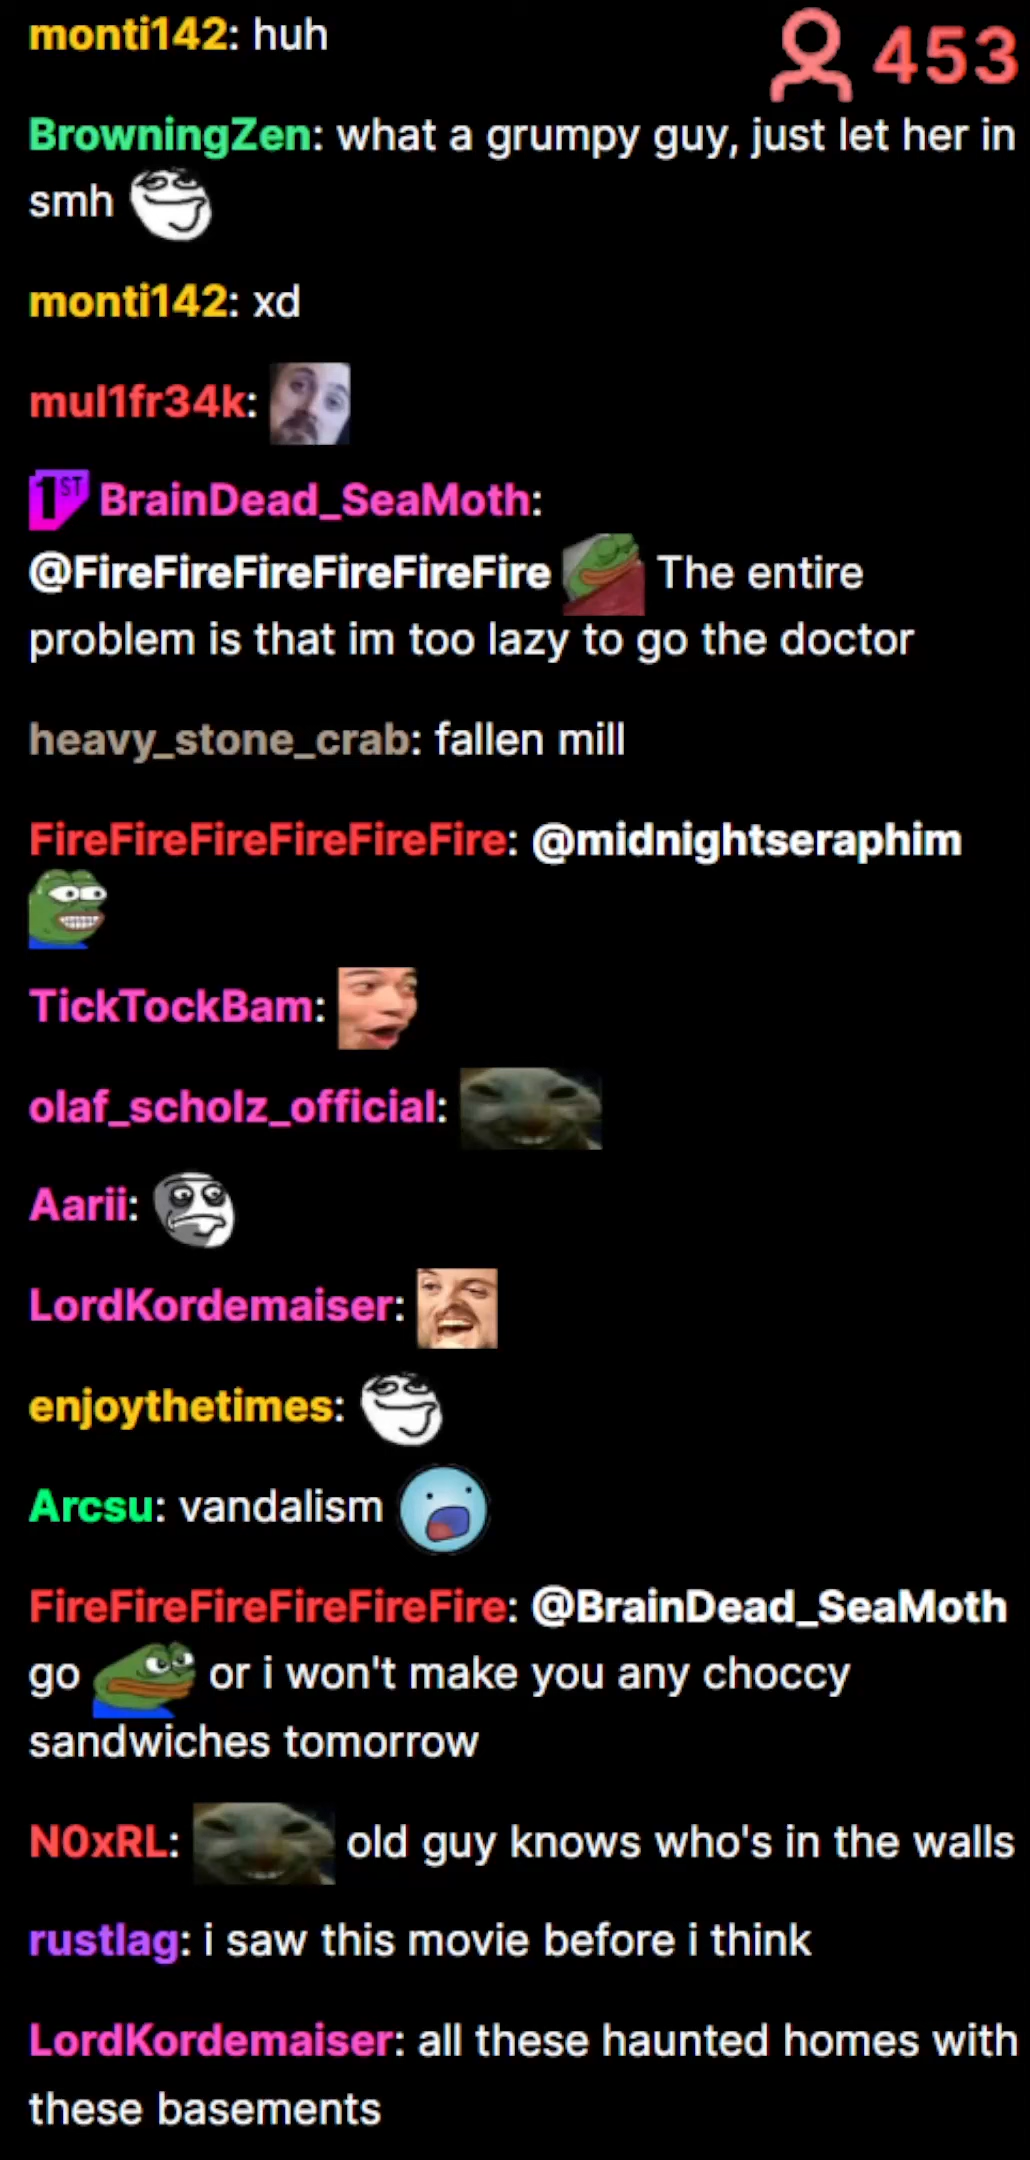 monti142: huh
453
BrowningZen: what a grumpy guy, just let her in
smh
monti142: xd
mul1fr34k:
1ST BrainDead_SeaMoth:
@FireFireFireFireFireFire The entire
problem is that im too lazy to go the doctor
heavy_stone_crab: fallen mill
FireFireFireFireFireFire: @midnightseraphim
TickTockBam:
olaf_scholz_official:
Aarii:
LordKordemaiser:
enjoythetimes:
Arcsu: vandalism
FireFireFireFireFireFire: @BrainDead_SeaMoth
go or i won't make you any choccy
sandwiches tomorrow
N0xRL: old guy knows who's in the walls
rustlag: i saw this movie before i think
LordKordemaiser: all these haunted homes with
these basements